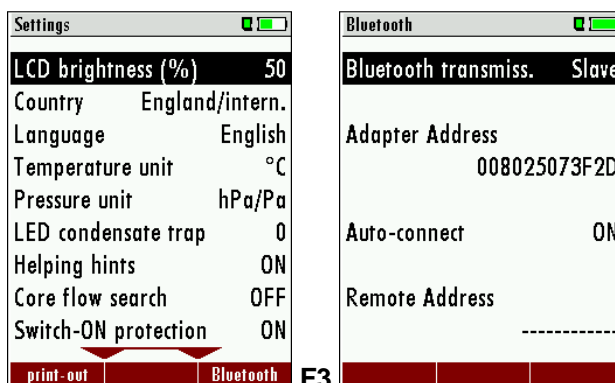 Settings
LCD brightness (%) 50
Country England/intern.
Language English
Temperature unit °C
Pressure unit hPa/Pa
LED condensate trap 0
Helping hints ON
Core flow search OFF
Switch-ON protection ON
print-out Bluetooth
F3
Bluetooth
Bluetooth transmiss. Slave
Adapter Address
008025073F2D
Auto-connect ON
Remote Address
------------